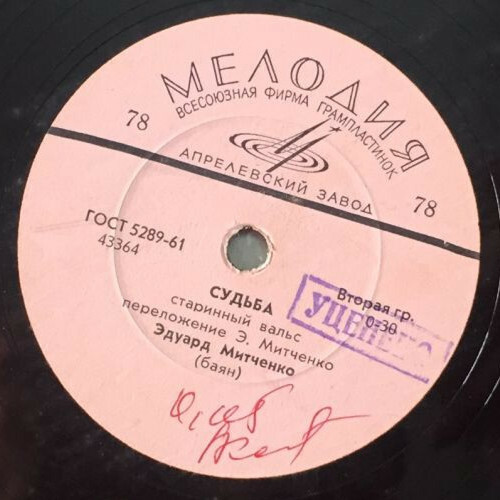 МЕЛОДИЯ
ВСЕСОЮЗНАЯ ФИРМА ГРАМПЛАСТИНОК
78
78
АПРЕЛЕВСКИЙ ЗАВОД
ГОСТ 5289-61
43364
Вторая гр.
0=30
СУДЬБА
старинный вальс
переложение Э. Митченко
Эдуард Митченко
(баян)